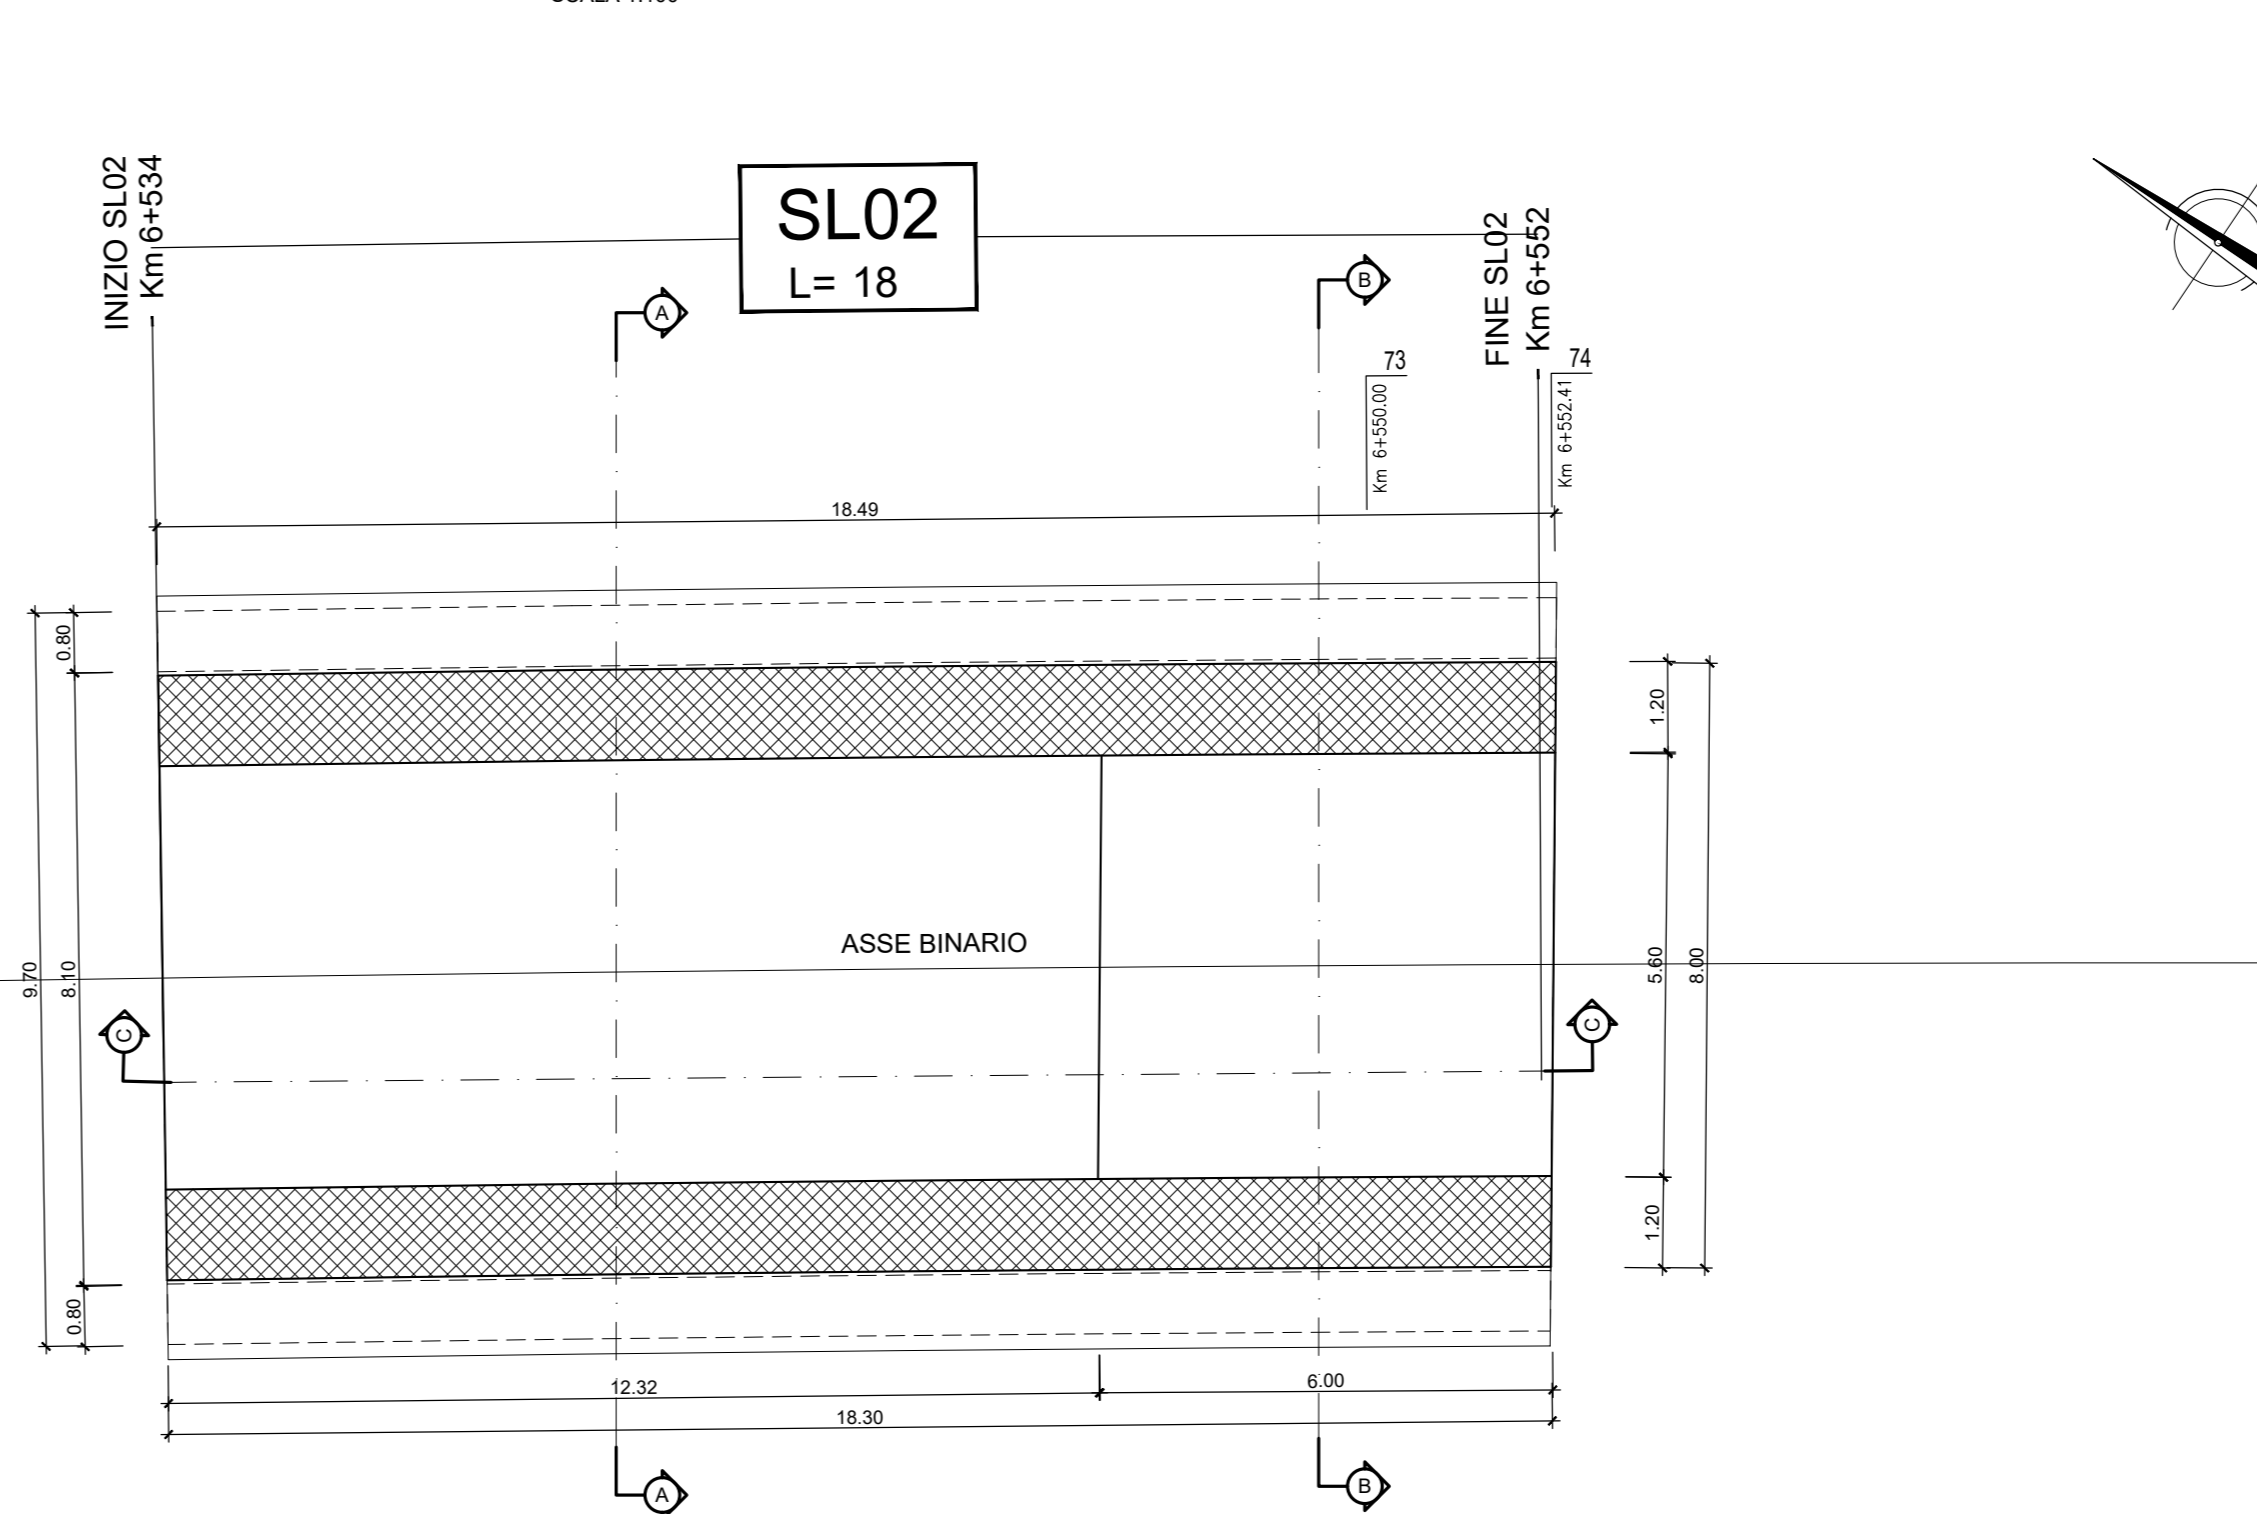 INIZIO SL02
Km 6+534
SL02
L= 18
FINE SL02
Km 6+552
A
B
73
Km 6+550.00
74
Km 6+552.41
18.49
0.80
9.70
8.10
0.80
1.20
5.60
8.00
1.20
ASSE BINARIO
C
C
12.32
6.00
18.30
A
B